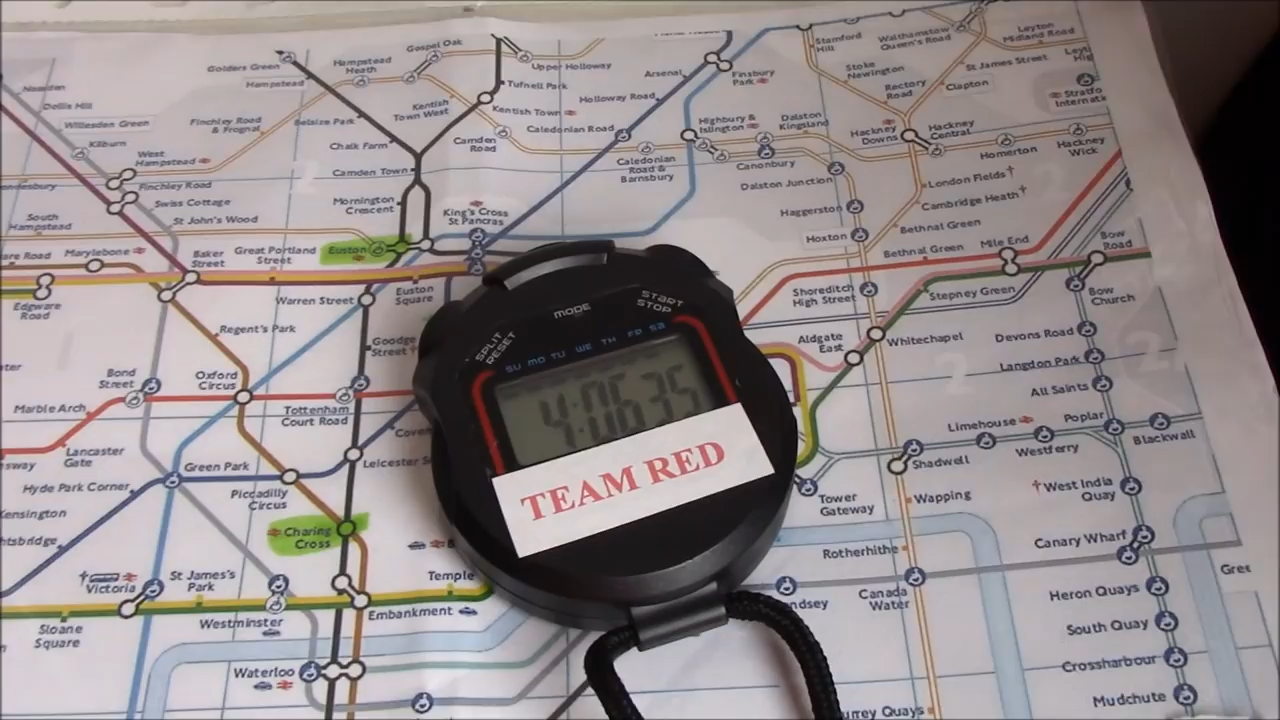 Golders Green
Hampstead
Hampstead
Heath
Gospel Oak
Upper Holloway
Tufnell Park
Kentish Town
Kentish
Town West
Holloway Road
Arsenal
Finsbury
Park
Stamford
Hill
Walthamstow
Queen's Road
Leyton
Midland Road
St James Street
Stoke
Newington
Rectory
Road
Clapton
Dollis Hill
Willesden Green
Kilburn
West
Hampstead
Finchley Road
& Frognal
Belsize Park
Chalk Farm
Camden Town
Camden
Road
Caledonian Road
Caledonian
Road &
Barnsbury
Highbury &
Islington
Canonbury
Dalston
Kingsland
Dalston Junction
Hackney
Downs
Hackney
Central
Homerton
Hackney
Wick
London Fields
Cambridge Heath
Bethnal Green
Haggerston
Hoxton
Finchley Road
Swiss Cottage
St John's Wood
South
Hampstead
Mornington
Crescent
King's Cross
St Pancras
Euston
Marylebone
Baker
Street
Great Portland
Street
Edgware
Road
Warren Street
Euston
Square
Regent's Park
Goodge
Street
Bond
Street
Oxford
Circus
Marble Arch
Tottenham
Court Road
Lancaster
Gate
Green Park
Hyde Park Corner
Piccadilly
Circus
Charing
Cross
Victoria
St James's
Park
Westminster
Sloane
Square
Temple
Embankment
Waterloo
Bethnal Green
Mile End
Bow
Road
Bow
Church
Stepney Green
Shoreditch
High Street
Aldgate
East
Whitechapel
Devons Road
Langdon Park
All Saints
Limehouse
Poplar
Westferry
Blackwall
Shadwell
Tower
Gateway
Wapping
West India
Quay
Rotherhithe
Canary Wharf
Canada
Water
Heron Quays
South Quay
Crossharbour
Mudchute
SPLIT
RESET
MODE
START
STOP
SU MO TU WE TH FR SA
4:06 35
TEAM RED